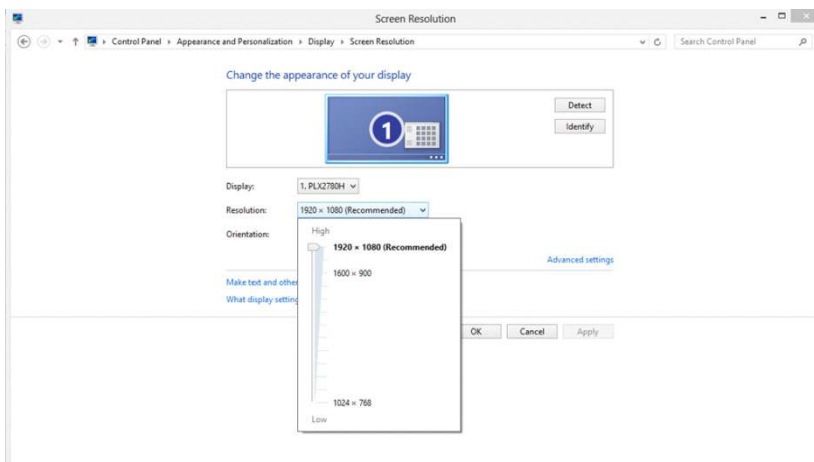 Screen Resolution
Control Panel ▸ Appearance and Personalization ▸ Display ▸ Screen Resolution
Search Control Panel
Change the appearance of your display
1
Detect
Identify
Display: 1. PLX2780H
Resolution: 1920 × 1080 (Recommended)
Orientation:
High
1920 × 1080 (Recommended)
1600 × 900
1024 × 768
Low
Advanced settings
Make text and other
What display setting
OK Cancel Apply